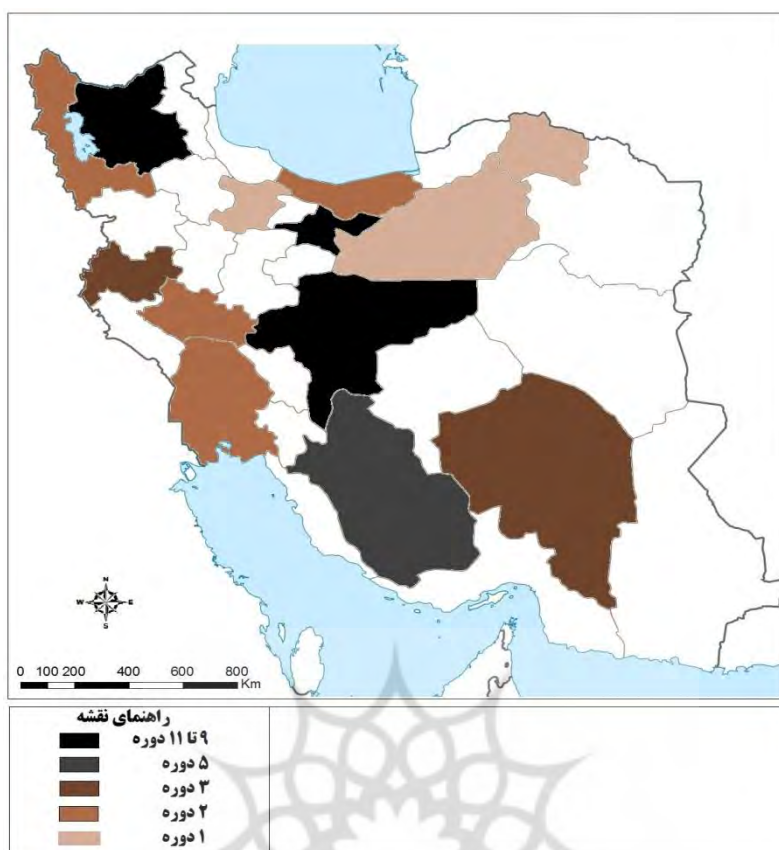 N
W E
S
0 100 200 400 600 800
Km
راهنمای نقشه
۹ تا ۱۱ دوره
۵ دوره
۳ دوره
۲ دوره
۱ دوره